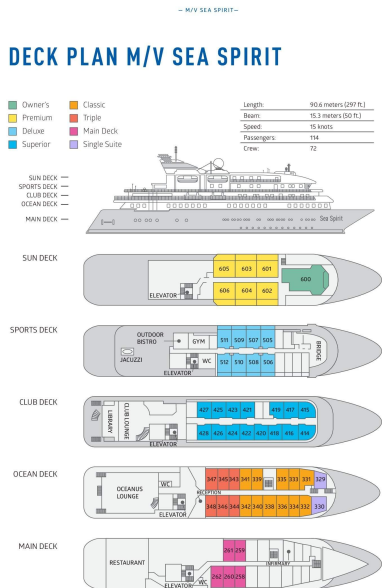 — M/V SEA SPIRIT—
DECK PLAN M/V SEA SPIRIT
Owner's
Premium
Deluxe
Superior
Classic
Triple
Main Deck
Single Suite
Length: 90.6 meters (297 ft.)
Beam: 15.3 meters (50 ft.)
Speed: 15 knots
Passengers: 114
Crew: 72
SUN DECK —
SPORTS DECK —
CLUB DECK —
OCEAN DECK —
MAIN DECK —
Sea Spirit
SUN DECK
605 603 601
600
606 604 602
ELEVATOR
SPORTS DECK
OUTDOOR
BISTRO
GYM
511 509 507 505
BRIDGE
JACUZZI
WC
512 510 508 506
ELEVATOR
CLUB DECK
LIBRARY
CLUB LOUNGE
427 425 423 421 419 417 415
428 426 424 422 420 418 416 414
ELEVATOR
OCEAN DECK
OCEANUS
LOUNGE
WC
347 345 343 341 339 335 333 331 329
RECEPTION
348 346 344 342 340 338 336 334 332 330
ELEVATOR
MAIN DECK
RESTAURANT
261 259
INFIRMARY
WC
262 260 258
ELEVATOR